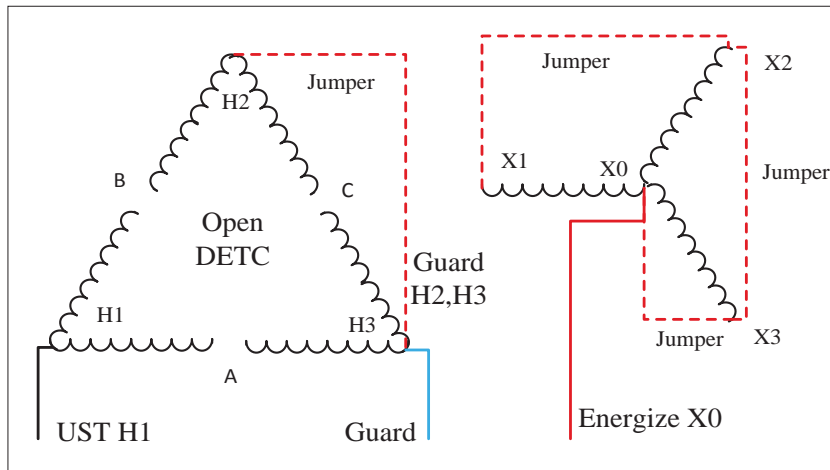 Jumper
H2
B
C
Open
DETC
Guard
H2,H3
H1
H3
A
UST H1
Guard
Jumper
X2
X1
X0
Jumper
Jumper
X3
Energize X0